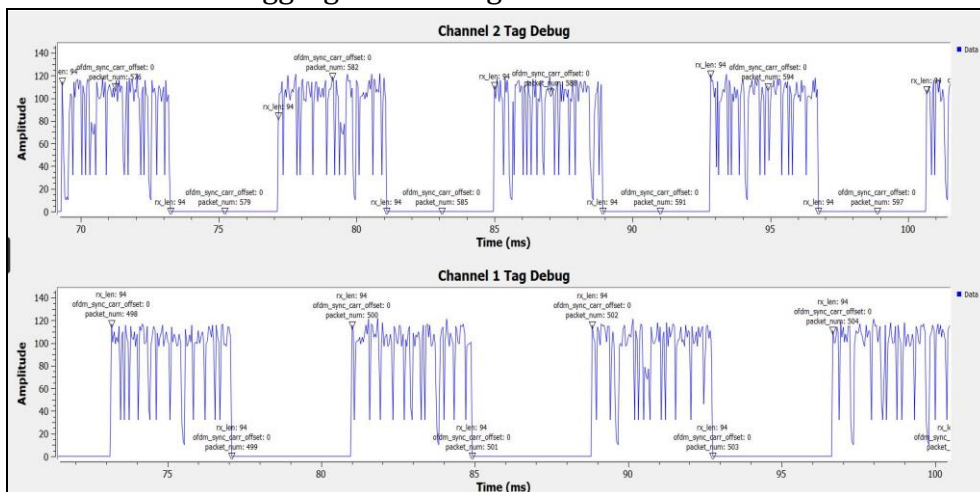 Channel 2 Tag Debug
Data
140
120
100
80
60
40
20
0
Amplitude
len: 94
ofdm_sync_carr_offset: 0
packet_num: 576
rx_len: 94
ofdm_sync_carr_offset: 0
packet_num: 579
rx_len: 94
ofdm_sync_carr_offset: 0
packet_num: 582
rx_len: 94
ofdm_sync_carr_offset: 0
packet_num: 585
rx_len: 94
ofdm_sync_carr_offset: 0
rx_len: 94
ofdm_sync_carr_offset: 0
packet_num: 591
rx_len: 94
ofdm_sync_carr_offset: 0
packet_num: 594
rx_len: 94
ofdm_sync_carr_offset: 0
packet_num: 597
70 75 80 85 90 95 100
Time (ms)
Channel 1 Tag Debug
Data
140
120
100
80
60
40
20
0
Amplitude
rx_len: 94
ofdm_sync_carr_offset: 0
packet_num: 498
rx_len: 94
ofdm_sync_carr_offset: 0
packet_num: 499
rx_len: 94
ofdm_sync_carr_offset: 0
packet_num: 500
rx_len: 94
ofdm_sync_carr_offset: 0
packet_num: 501
rx_len: 94
ofdm_sync_carr_offset: 0
packet_num: 502
rx_len: 94
ofdm_sync_carr_offset: 0
packet_num: 503
rx_len: 94
ofdm_sync_carr_offset: 0
packet_num: 504
ofdm_sync_
packet_
75 80 85 90 95 100
Time (ms)